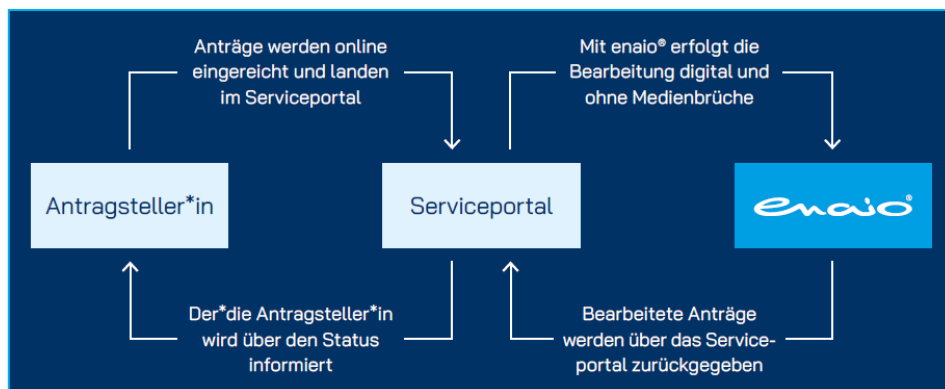 Anträge werden online
eingereicht und landen
im Serviceportal
Mit enaio® erfolgt die
Bearbeitung digital und
ohne Medienbrüche
Antragsteller*in
Serviceportal
enaio®
Der*die Antragsteller*in
wird über den Status
informiert
Bearbeitete Anträge
werden über das Service-
portal zurückgegeben